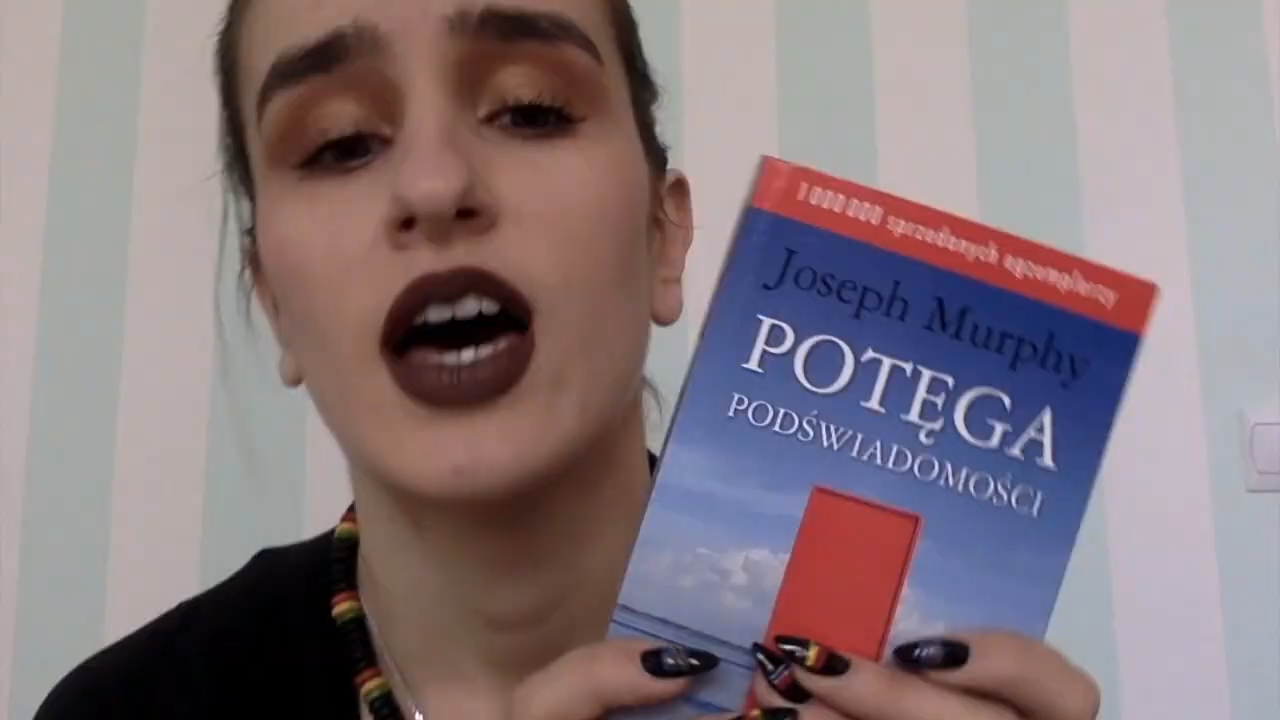 1 000 000 sprzedanych egzemplarzy
Joseph Murphy
POTĘGA
PODŚWIADOMOŚCI